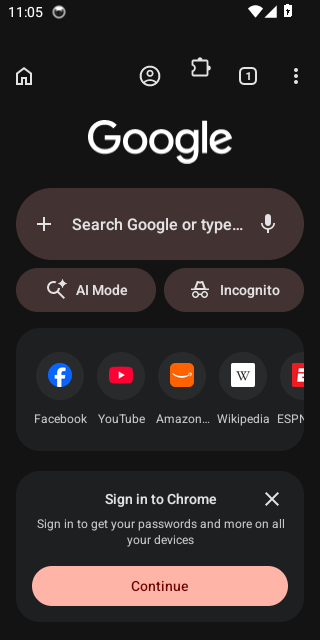 11:05
1
Google
Search Google or type…
AI Mode
Incognito
Facebook
YouTube
Amazon…
W
Wikipedia
ESPN
Sign in to Chrome
Sign in to get your passwords and more on all
your devices
Continue